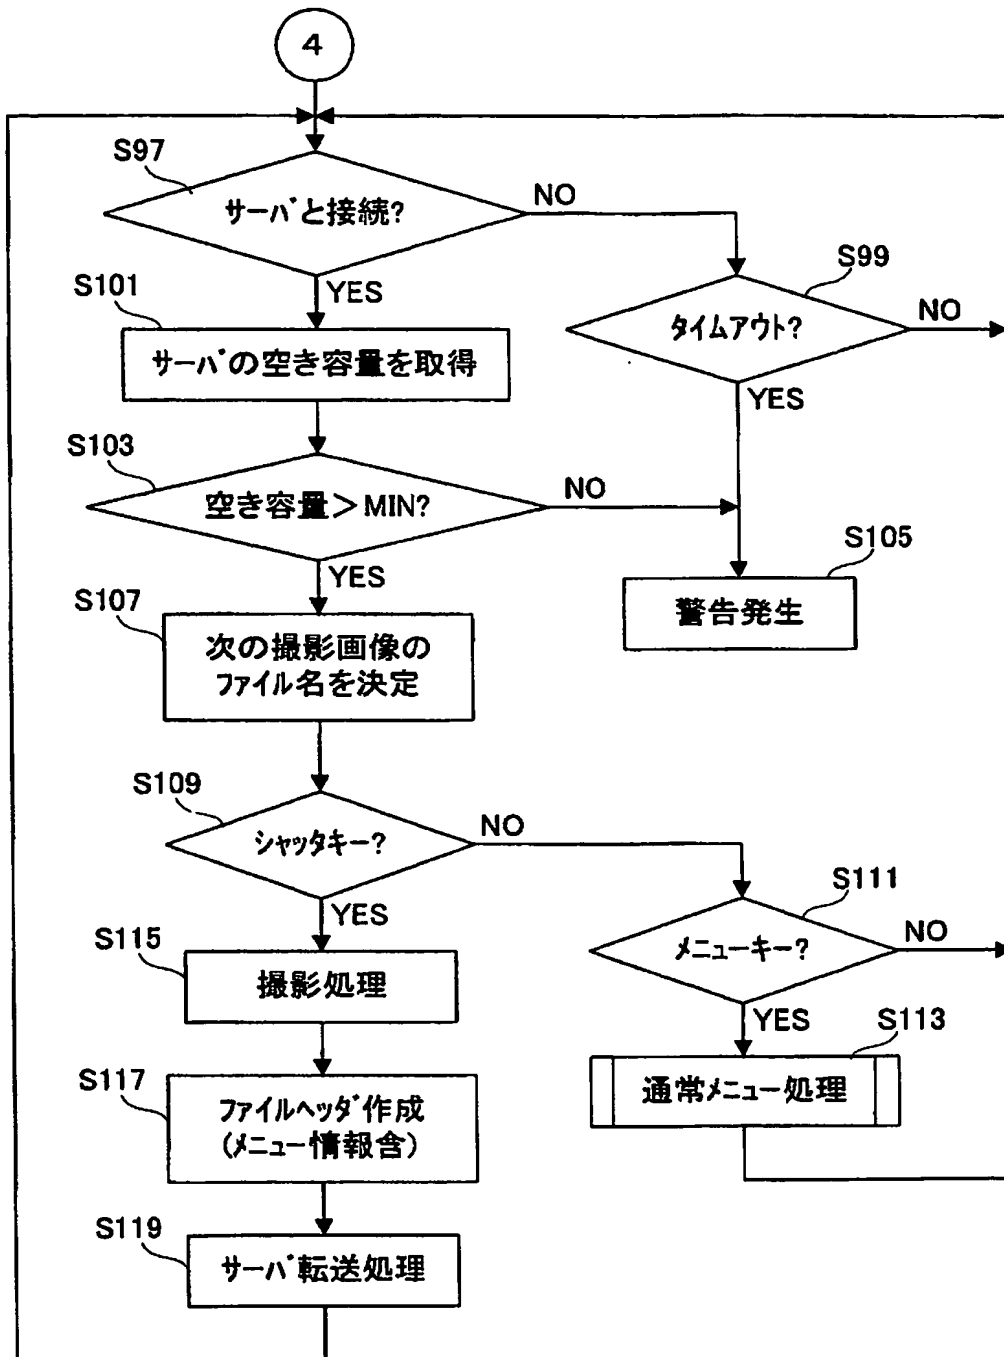 4
S97
サーバと接続?
NO
YES
S99
タイムアウト?
NO
YES
S101
サーバの空き容量を取得
S103
空き容量>MIN?
NO
YES
S105
警告発生
S107
次の撮影画像の
ファイル名を決定
S109
シャッタキー?
NO
YES
S111
メニューキー?
NO
YES
S113
通常メニュー処理
S115
撮影処理
S117
ファイルヘッダ作成
(メニュー情報含)
S119
サーバ転送処理